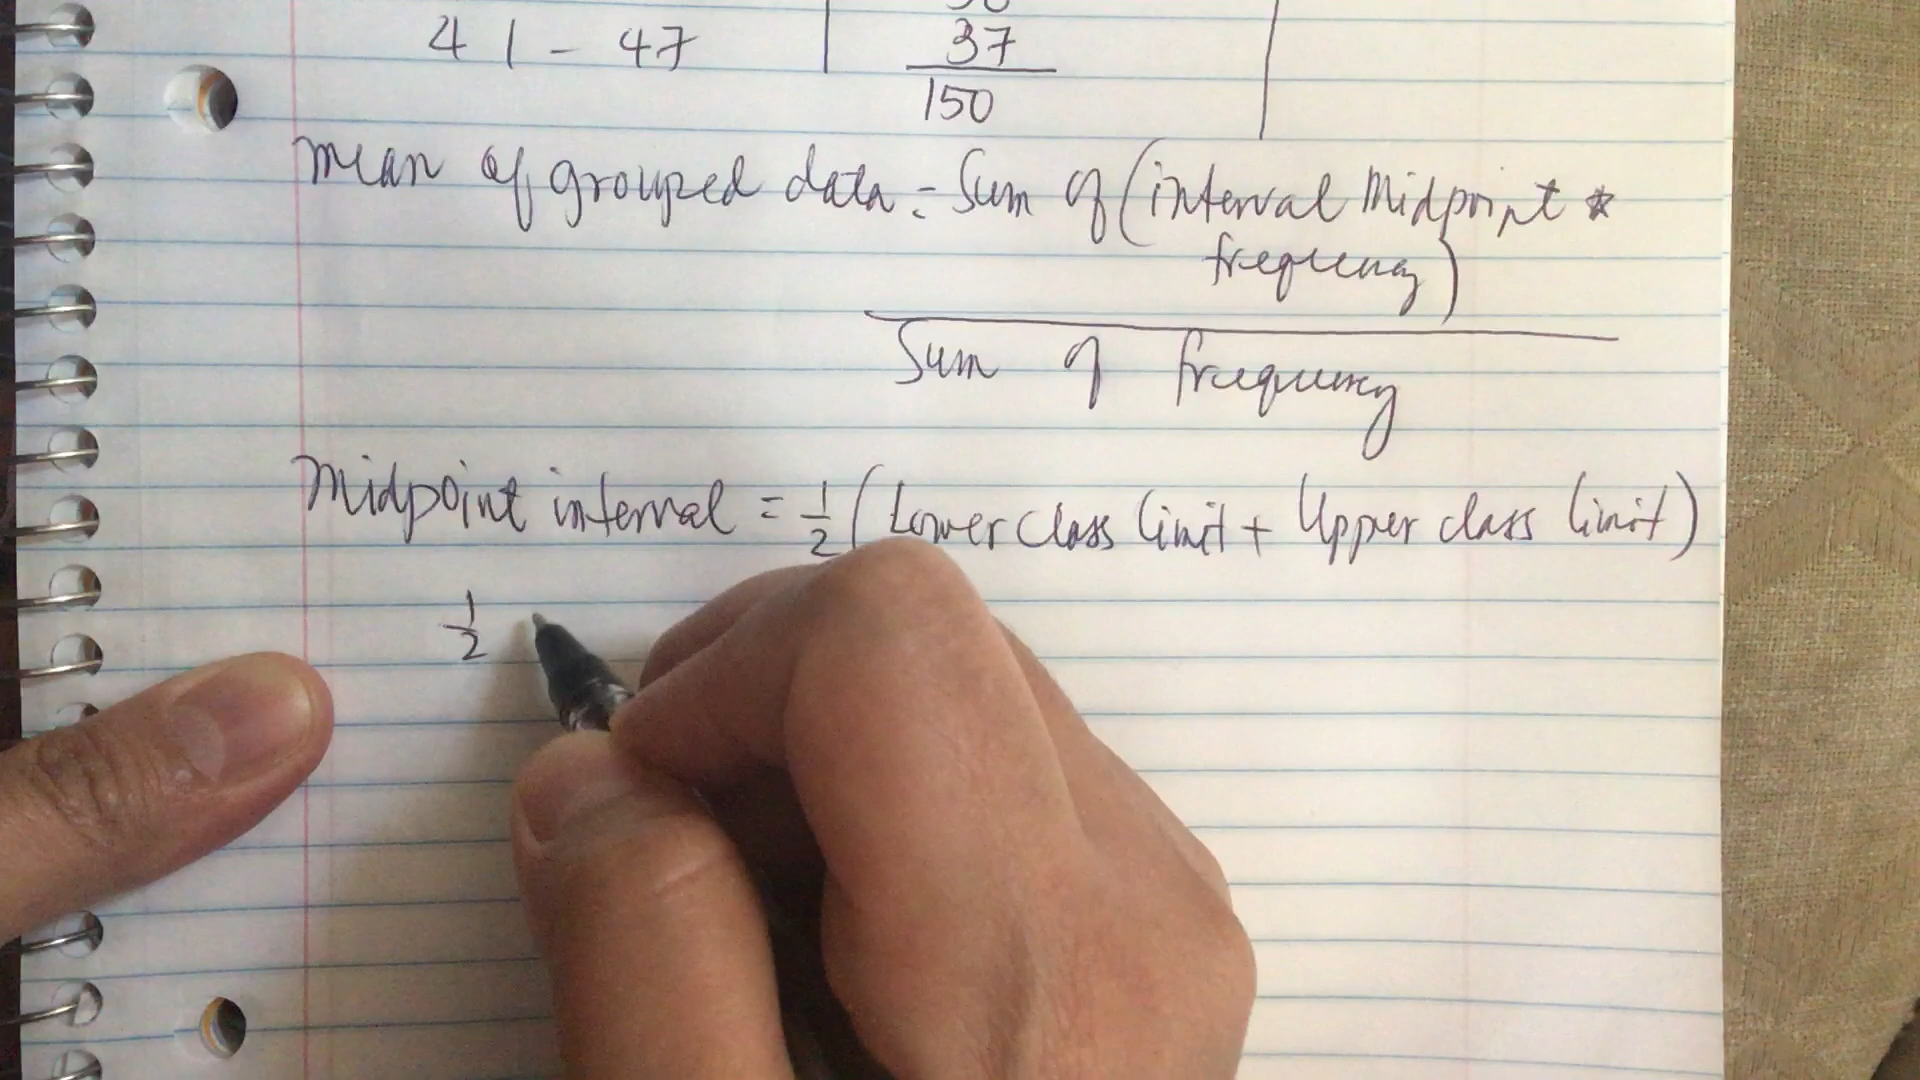 41 - 47 37
150
Mean of grouped data = Sum of (interval Midpoint *
frequency)
Sum of frequency
Midpoint interval = 1/2 (Lower class limit + Upper class limit)
1/2